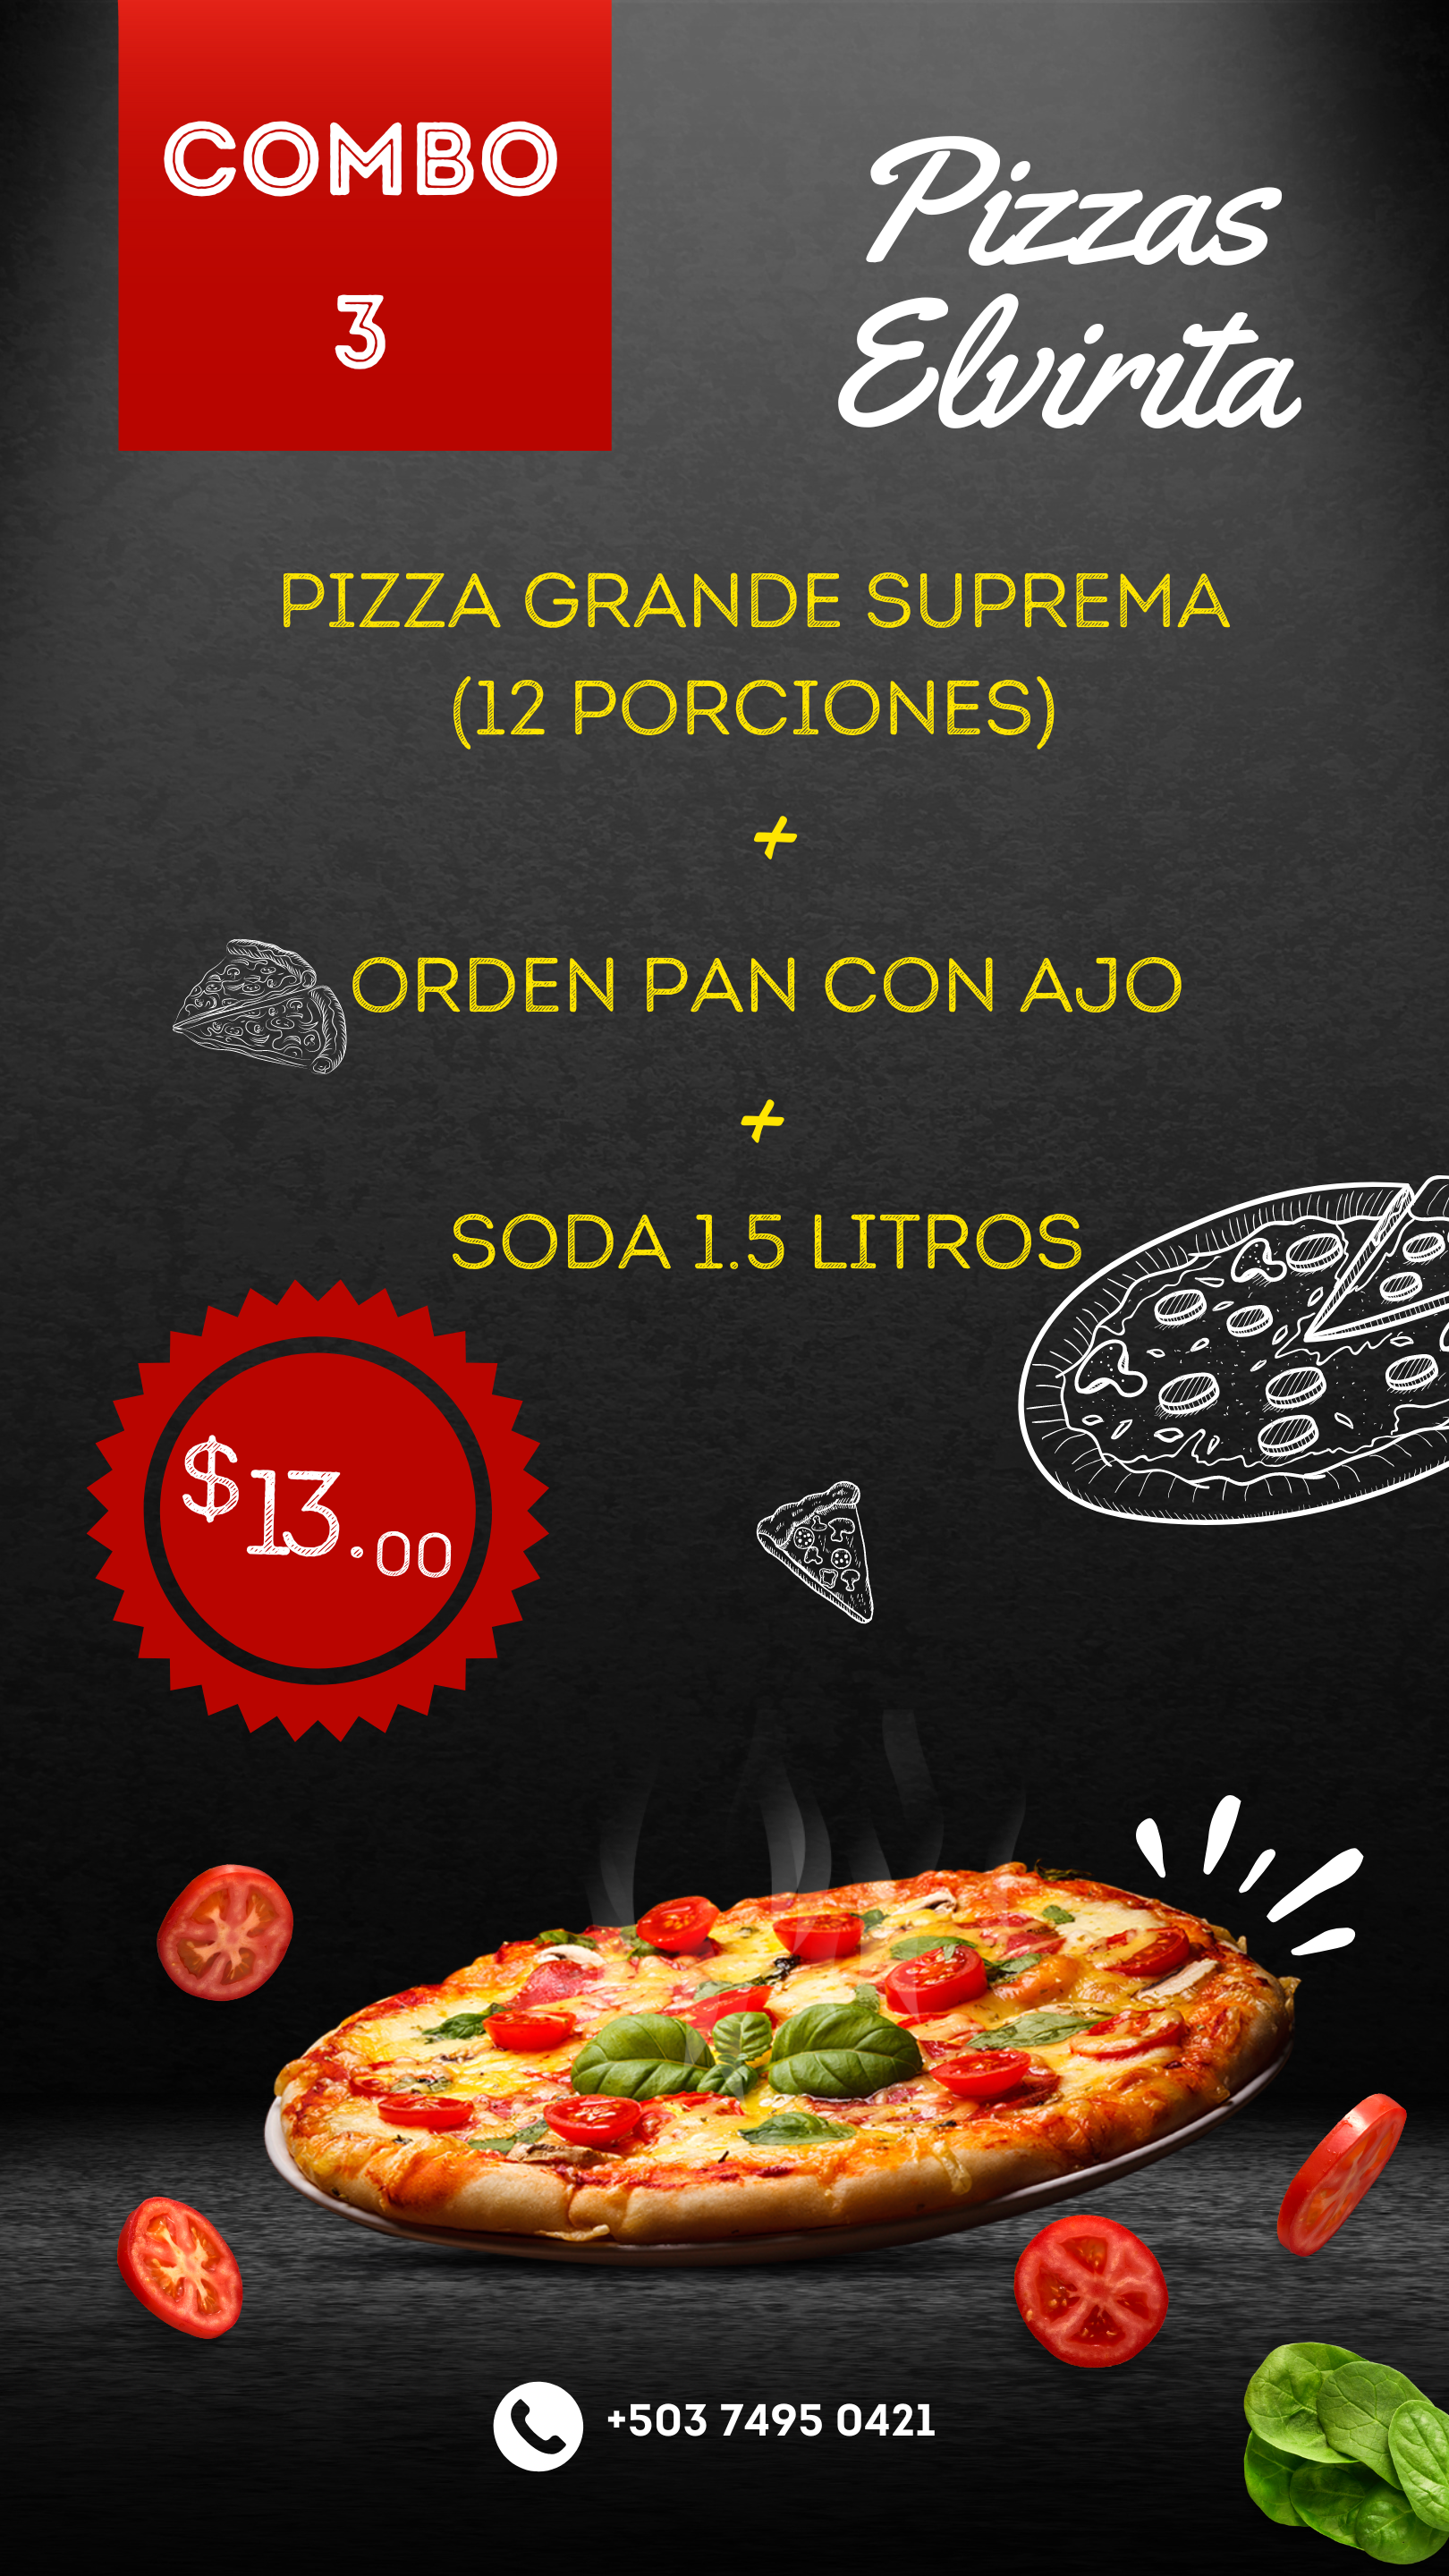 COMBO
3
Pizzas
Elvirita
PIZZA GRANDE SUPREMA
(12 PORCIONES)
+
ORDEN PAN CON AJO
+
SODA 1.5 LITROS
$13.00
+503 7495 0421